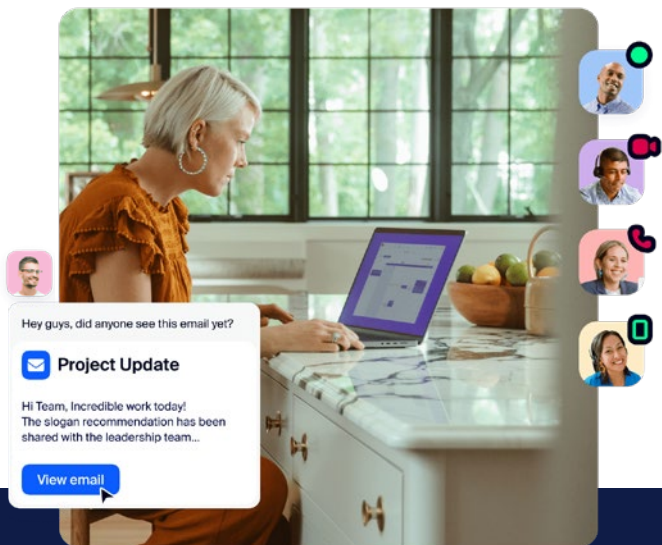 Hey guys, did anyone see this email yet?
Project Update
Hi Team, Incredible work today!
The slogan recommendation has been
shared with the leadership team...
View email